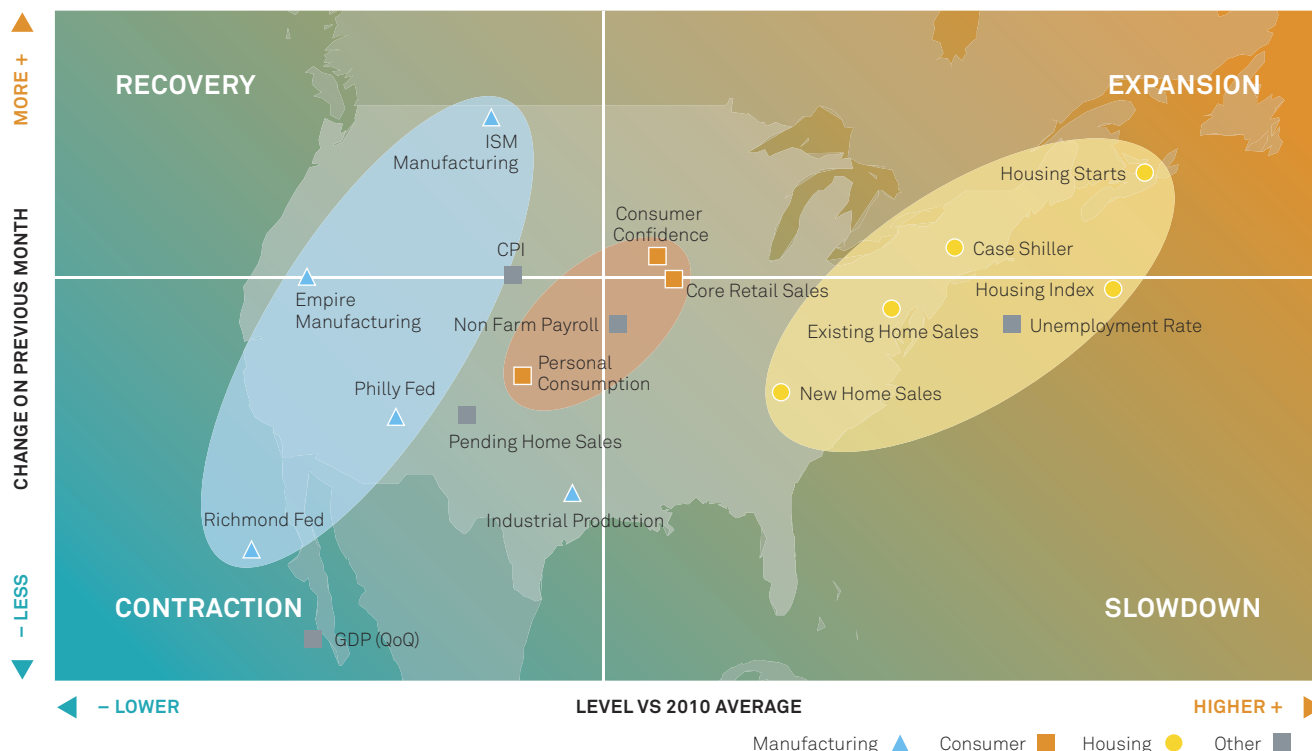 MORE +
CHANGE ON PREVIOUS MONTH
– LESS
RECOVERY
EXPANSION
ISM
Manufacturing
Housing Starts
Consumer
Confidence
CPI
Case Shiller
Empire
Manufacturing
Core Retail Sales
Housing Index
Non Farm Payroll
Existing Home Sales
Unemployment Rate
Personal
Consumption
Philly Fed
New Home Sales
Pending Home Sales
Richmond Fed
Industrial Production
CONTRACTION
SLOWDOWN
GDP (QoQ)
– LOWER
LEVEL VS 2010 AVERAGE
HIGHER +
Manufacturing
Consumer
Housing
Other